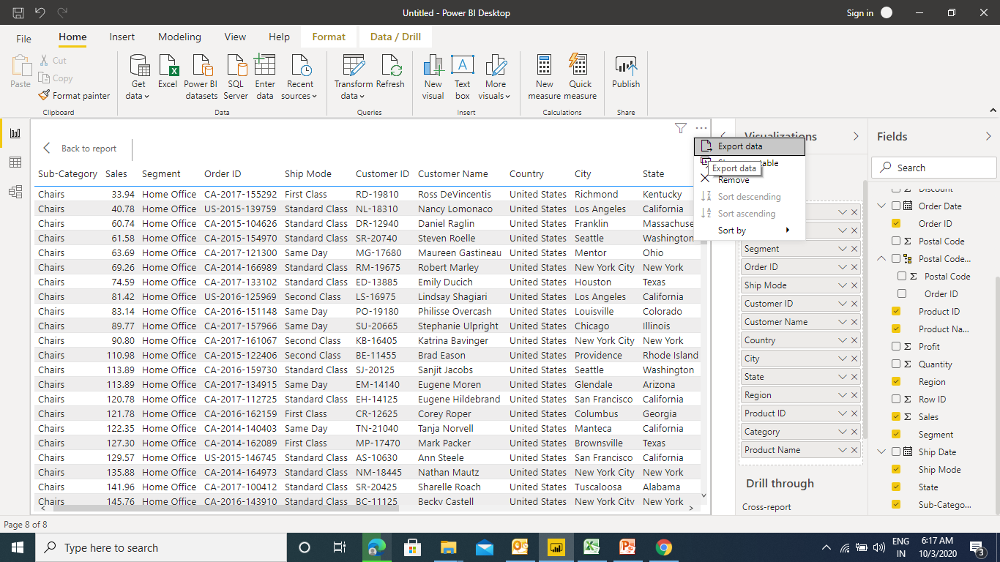 Untitled - Power BI Desktop
Sign in
File
Home
Insert
Modeling
View
Help
Format
Data / Drill
Paste
Cut
Copy
Format painter
Clipboard
Get data
Excel
Power BI datasets
SQL Server
Enter data
Recent sources
Data
Transform data
Refresh
Queries
New visual
Text box
More visuals
Insert
New measure
Quick measure
Calculations
Publish
Share
Back to report
Sub-Category Sales Segment Order ID Ship Mode Customer ID Customer Name Country City State
Chairs 33.94 Home Office CA-2017-155292 First Class RD-19810 Ross DeVincentis United States Richmond Kentucky
Chairs 40.78 Home Office US-2015-139759 Standard Class NL-18310 Nancy Lomonaco United States Los Angeles California
Chairs 60.74 Home Office CA-2015-104626 Standard Class DR-12940 Daniel Raglin United States Franklin Massachuse
Chairs 61.58 Home Office CA-2015-154970 Standard Class SR-20740 Steven Roelle United States Seattle Washington
Chairs 63.69 Home Office CA-2017-121300 Same Day MG-17680 Maureen Gastineau United States Mentor Ohio
Chairs 69.26 Home Office CA-2014-166989 Standard Class RM-19675 Robert Marley United States New York City New York
Chairs 74.59 Home Office CA-2017-133102 Standard Class ED-13885 Emily Ducich United States Houston Texas
Chairs 81.42 Home Office US-2016-125969 Second Class LS-16975 Lindsay Shagiari United States Los Angeles California
Chairs 83.14 Home Office CA-2016-151148 Same Day PO-19180 Philisse Overcash United States Louisville Colorado
Chairs 89.77 Home Office CA-2017-157966 Same Day SU-20665 Stephanie Ulpright United States Chicago Illinois
Chairs 90.80 Home Office CA-2017-161067 Second Class KB-16405 Katrina Bavinger United States New York City New York
Chairs 110.98 Home Office CA-2015-122406 Second Class BE-11455 Brad Eason United States Providence Rhode Island
Chairs 113.89 Home Office CA-2016-159730 Standard Class SJ-20125 Sanjit Jacobs United States Seattle Washington
Chairs 113.89 Home Office CA-2017-134915 Same Day EM-14140 Eugene Moren United States Glendale Arizona
Chairs 120.78 Home Office CA-2017-112725 Standard Class EH-14125 Eugene Hildebrand United States San Francisco California
Chairs 121.78 Home Office CA-2016-162159 First Class CR-12625 Corey Roper United States Columbus Georgia
Chairs 122.35 Home Office CA-2014-140403 Same Day TN-21040 Tanja Norvell United States Manteca California
Chairs 127.30 Home Office CA-2014-162089 First Class MP-17470 Mark Packer United States Brownsville Texas
Chairs 129.57 Home Office US-2015-146745 Standard Class AS-10630 Ann Steele United States San Francisco California
Chairs 135.88 Home Office CA-2014-164973 Standard Class NM-18445 Nathan Mautz United States New York City New York
Chairs 141.96 Home Office CA-2017-100412 Standard Class SR-20425 Sharelle Roach United States Tuscaloosa Alabama
Chairs 145.76 Home Office CA-2016-143910 Standard Class BC-11125 Becky Castell United States New York City New York
Export data
table
Export data
Remove
Sort descending
Sort ascending
Sort by
Visualizations
Segment
Order ID
Ship Mode
Customer ID
Customer Name
Country
City
State
Region
Product ID
Category
Product Name
Drill through
Cross-report
Fields
Search
Discount
Order Date
Order ID
Postal Code
Postal Code...
Postal Code
Order ID
Product ID
Product Na...
Profit
Quantity
Region
Row ID
Sales
Segment
Ship Date
Ship Mode
State
Sub-Catego...
Page 8 of 8
Type here to search
ENG
IN
6:17 AM
10/3/2020
3